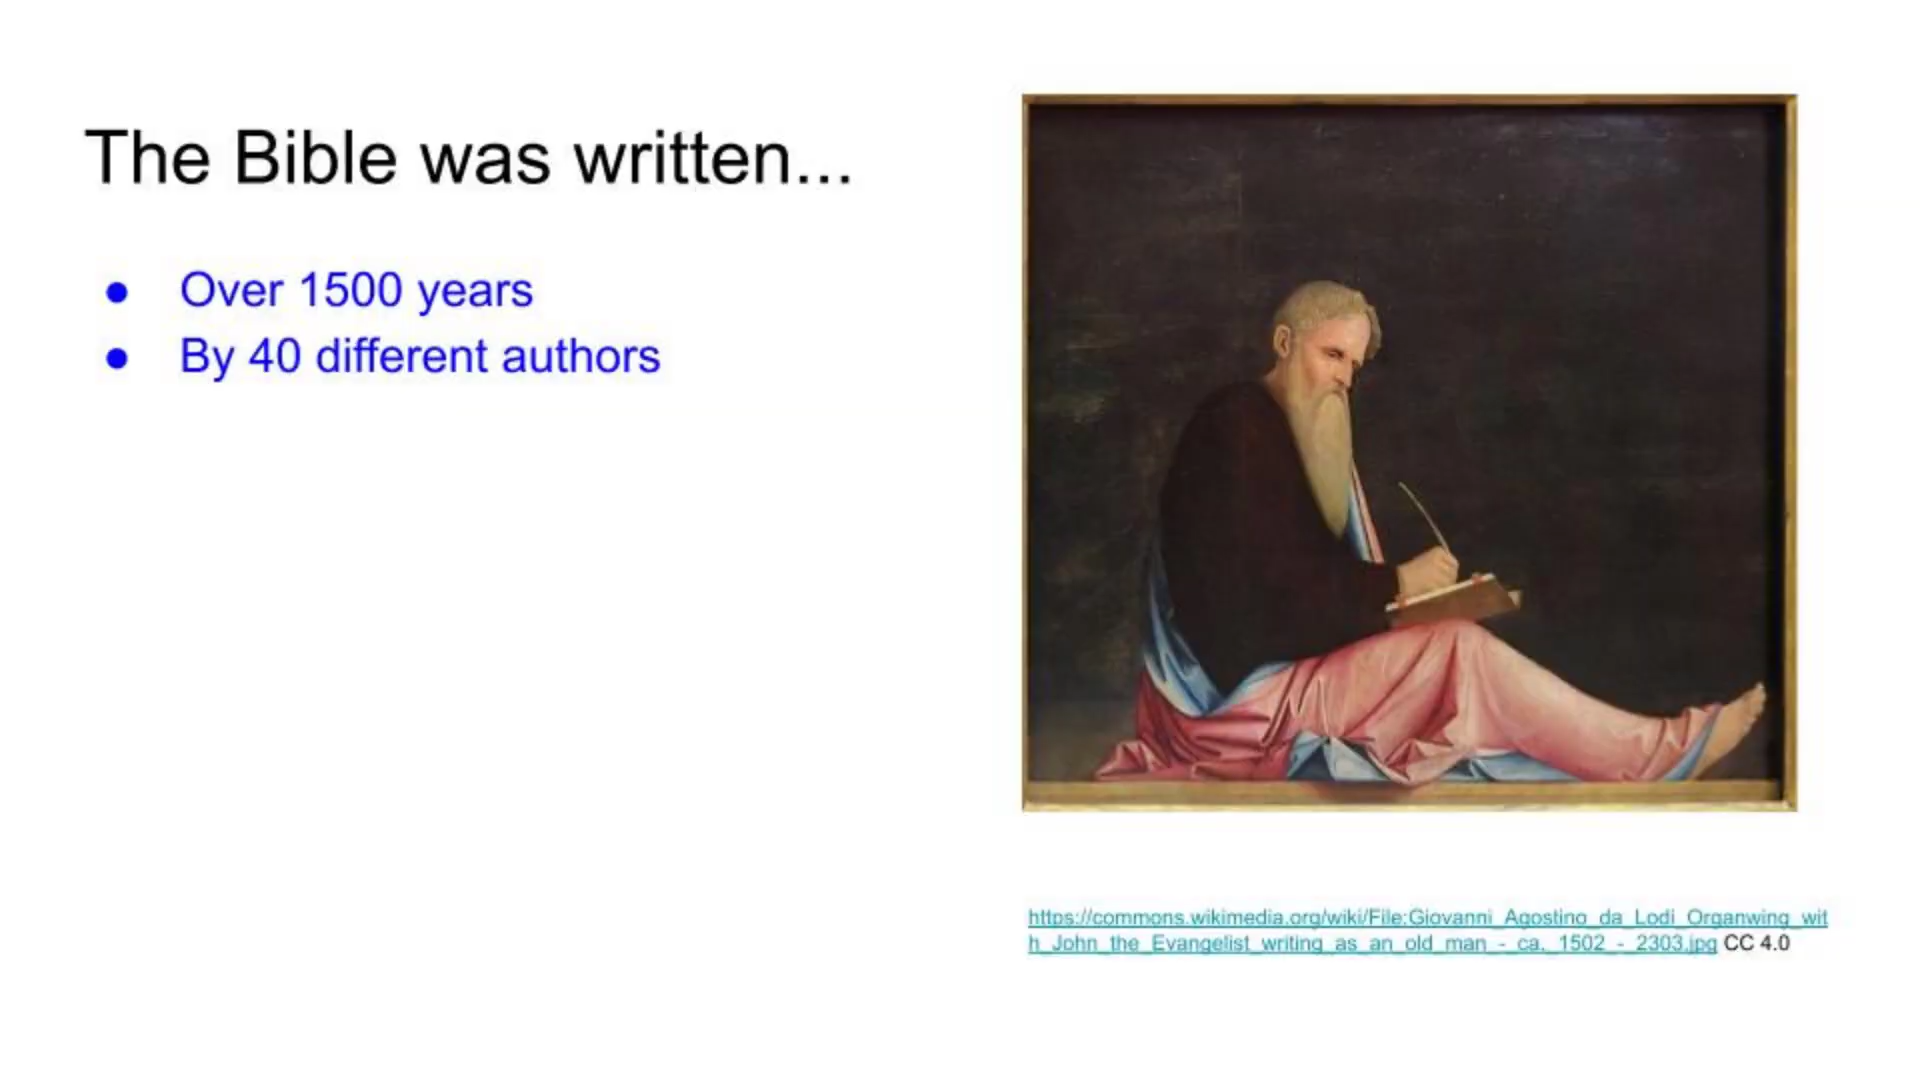 The Bible was written...
● Over 1500 years
● By 40 different authors
https://commons.wikimedia.org/wiki/File:Giovanni_Agostino_da_Lodi_Organwing_wit
h_John_the_Evangelist_writing_as_an_old_man_-_ca._1502_-_2303.jpg CC 4.0